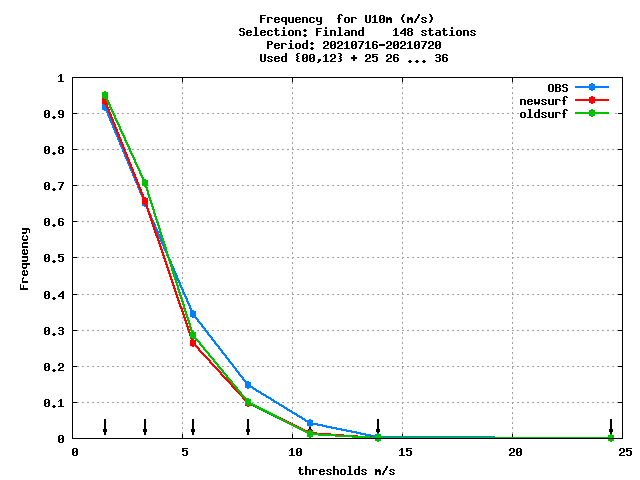 Frequency  for U10m (m/s)
Selection: Finland    148 stations
Period: 20210716-20210720
Used {00,12} + 25 26 ... 36
OBS
newsurf
oldsurf
1
0.9
0.8
0.7
0.6
0.5
0.4
0.3
0.2
0.1
0
Frequency
0 5 10 15 20 25
thresholds m/s